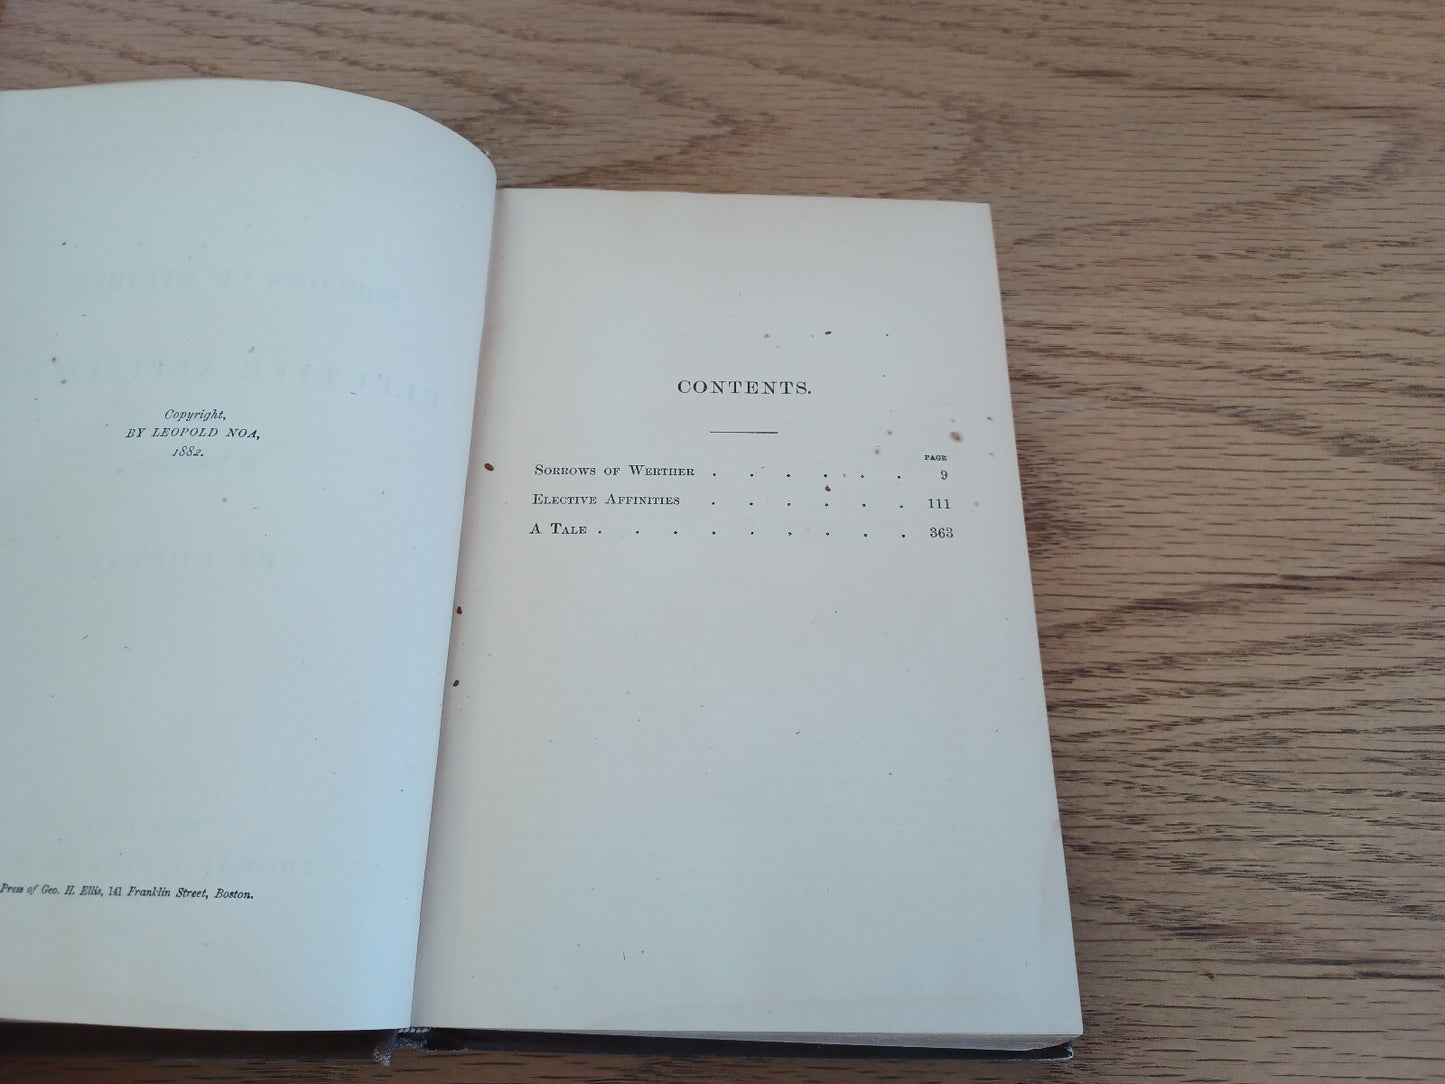 Copyright,
BY LEOPOLD NOA,
1882.
Press of Geo. H. Ellis, 141 Franklin Street, Boston.
CONTENTS.
PAGE
SORROWS OF WERTHER . . . . . . 9
ELECTIVE AFFINITIES . . . . . . 111
A TALE . . . . . . . . . 363